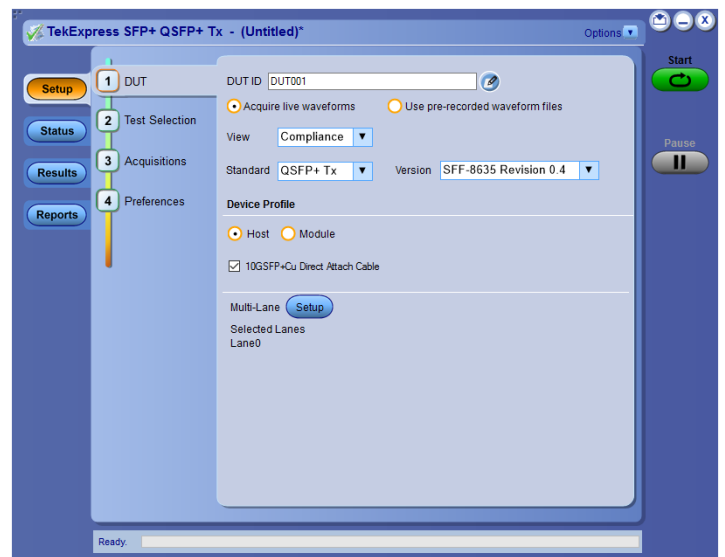 TekExpress SFP+ QSFP+ Tx - (Untitled)*
Options
Start
Pause
Setup
Status
Results
Reports
1 DUT
2 Test Selection
3 Acquisitions
4 Preferences
DUT ID DUT001
Acquire live waveforms Use pre-recorded waveform files
View Compliance
Standard QSFP+ Tx Version SFF-8635 Revision 0.4
Device Profile
Host Module
10GSFP+Cu Direct Attach Cable
Multi-Lane Setup
Selected Lanes
Lane0
Ready.